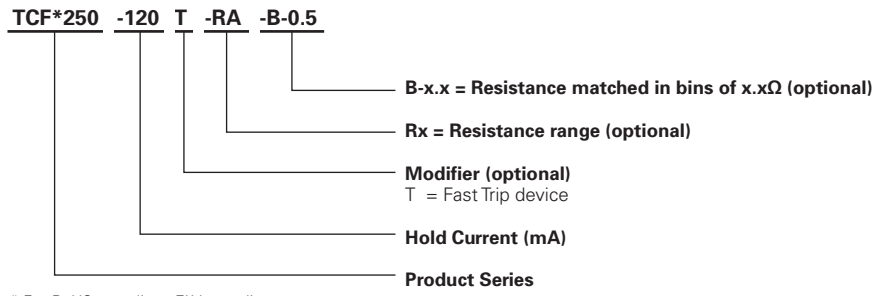 TCF*250 -120 T -RA -B-0.5
B-x.x = Resistance matched in bins of x.xΩ (optional)
Rx = Resistance range (optional)
Modifier (optional)
T = Fast Trip device
Hold Current (mA)
Product Series